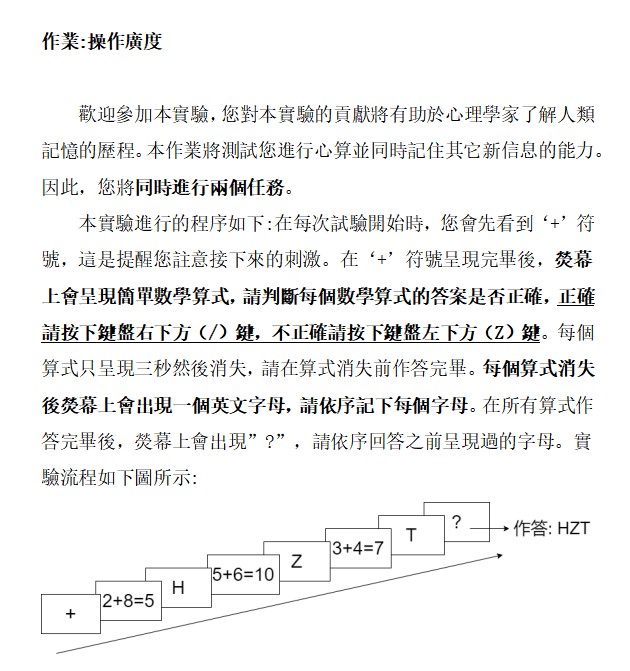 作業:操作廣度
歡迎參加本實驗，您對本實驗的貢獻將有助於心理學家了解人類
記憶的歷程。本作業將測試您進行心算並同時記住其它新信息的能力。
因此，您將同時進行兩個任務。
本實驗進行的程序如下:在每次試驗開始時，您會先看到‘+’符
號，這是提醒您註意接下來的刺激。在‘+’符號呈現完畢後，熒幕
上會呈現簡單數學算式，請判斷每個數學算式的答案是否正確，正確
請按下鍵盤右下方（/）鍵，不正確請按下鍵盤左下方（Z）鍵。每個
算式只呈現三秒然後消失，請在算式消失前作答完畢。每個算式消失
後熒幕上會出現一個英文字母，請依序記下每個字母。在所有算式作
答完畢後，熒幕上會出現”?”，請依序回答之前呈現過的字母。實
驗流程如下圖所示:
+
2+8=5
H
5+6=10
Z
3+4=7
T
?
作答: HZT